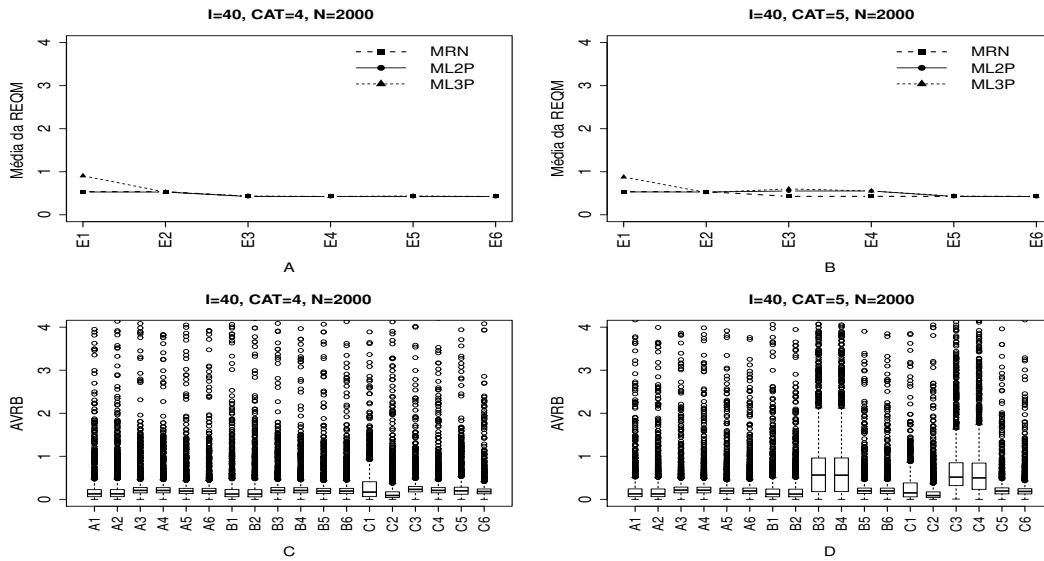 I=40, CAT=4, N=2000
Média da REQM
0 1 2 3 4
MRN
ML2P
ML3P
E1 E2 E3 E4 E5 E6
A
I=40, CAT=5, N=2000
Média da REQM
0 1 2 3 4
MRN
ML2P
ML3P
E1 E2 E3 E4 E5 E6
B
I=40, CAT=4, N=2000
AVRB
0 1 2 3 4
A1 A2 A3 A4 A5 A6 B1 B2 B3 B4 B5 B6 C1 C2 C3 C4 C5 C6
C
I=40, CAT=5, N=2000
AVRB
0 1 2 3 4
A1 A2 A3 A4 A5 A6 B1 B2 B3 B4 B5 B6 C1 C2 C3 C4 C5 C6
D